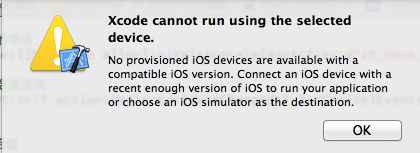 Xcode cannot run using the selected
device.
No provisioned iOS devices are available with a
compatible iOS version. Connect an iOS device with a
recent enough version of iOS to run your application
or choose an iOS simulator as the destination.
OK